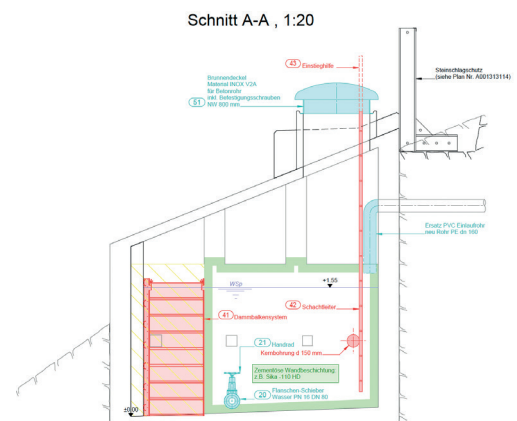 Schnitt A-A , 1:20
43 Einstieghilfe
Steinschlagschutz
(siehe Plan Nr. A001313114)
Brunnendeckel
Material INOX V2A
für Betonrohr
inkl. Befestigungsschrauben
51 NW 800 mm
Ersatz PVC Einlaufrohr
neu Rohr PE dn 160
WSp
+1.55
42 Schachtleiter
41 Dammbalkensystem
21 Handrad
Kernbohrung d 150 mm
Zementöse Wandbeschichtung
z.B. Sika -110 HD
Flanschen-Schieber
20 Wasser PN 16 DN 80
±0.00